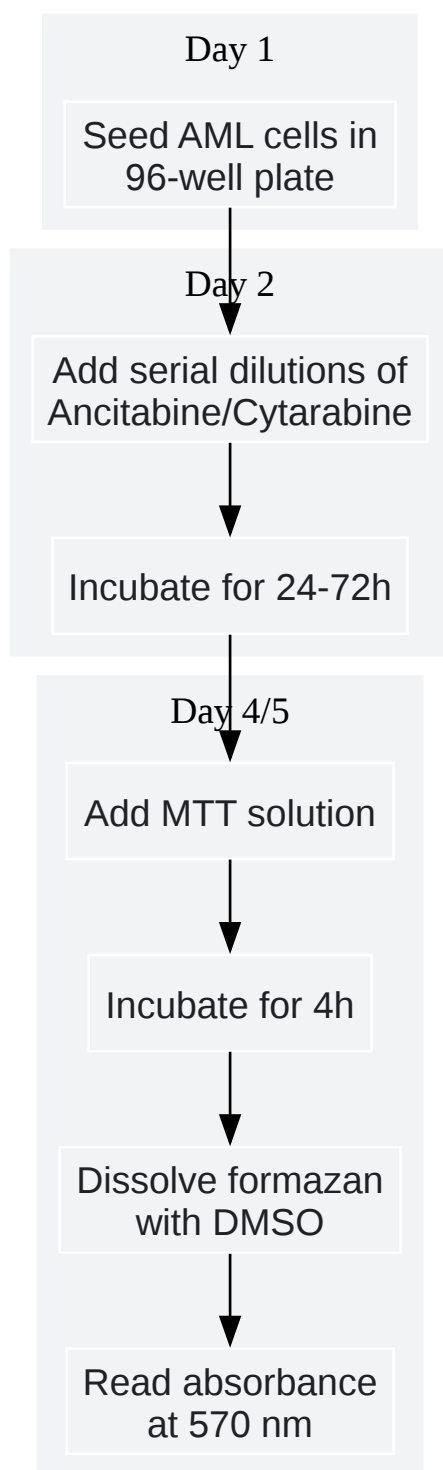 Day 1
Seed AML cells in
96-well plate
Day 2
Add serial dilutions of
Ancitabine/Cytarabine
Incubate for 24-72h
Day 4/5
Add MTT solution
Incubate for 4h
Dissolve formazan
with DMSO
Read absorbance
at 570 nm